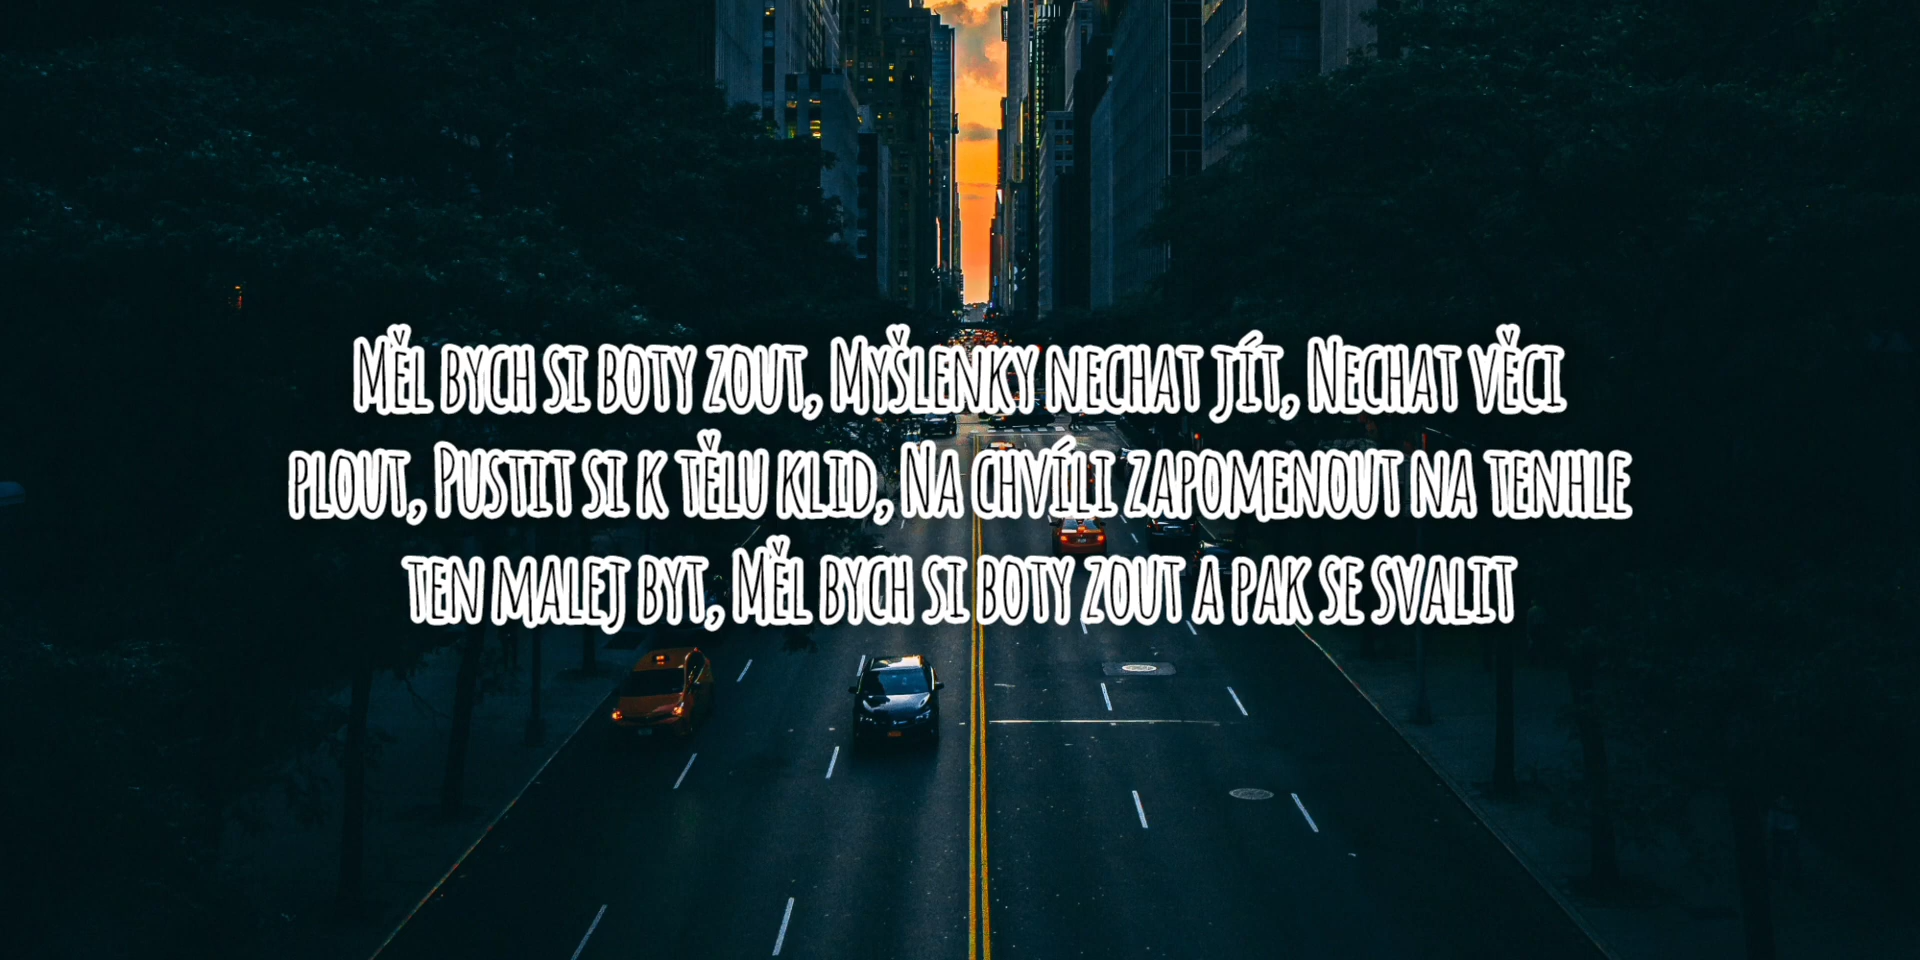 Měl bych si boty zout, Myšlenky nechat jít, Nechat věci
plout, Pustit si k tělu klid, Na chvíli zapomenout na tenhle
ten malej byt, Měl bych si boty zout a pak se svalit